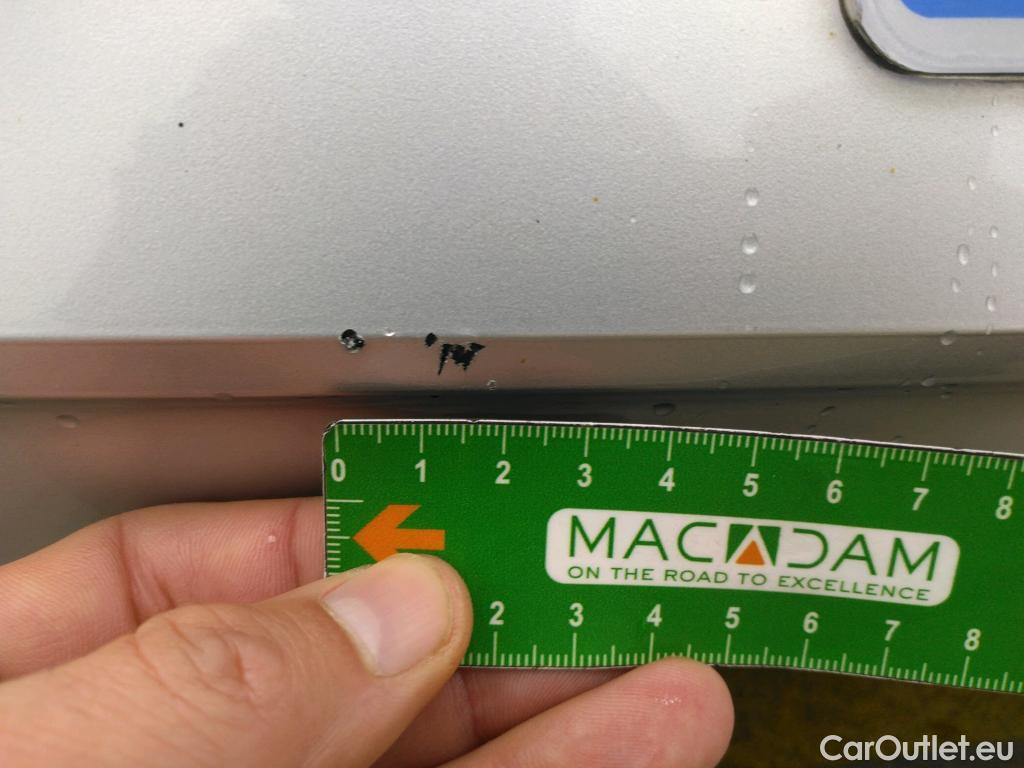 0 1 2 3 4 5 6 7 8
MACADAM
ON THE ROAD TO EXCELLENCE
2 3 4 5 6 7 8
CarOutlet.eu